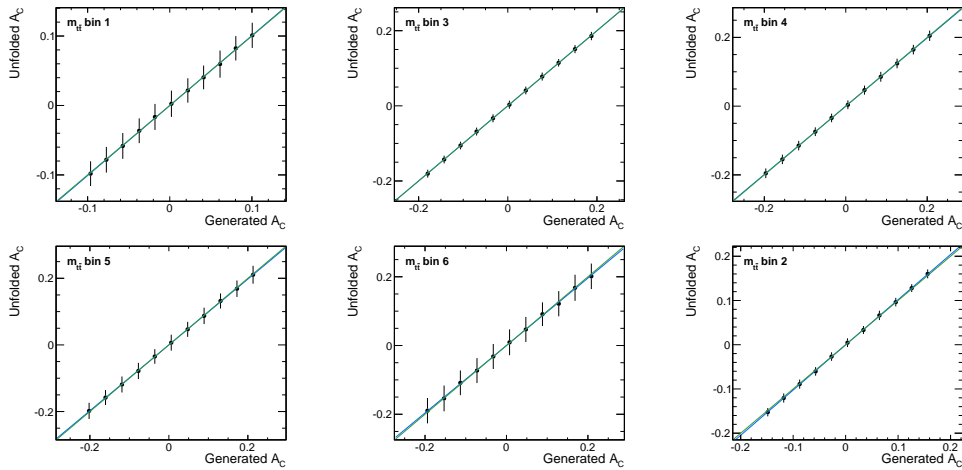 Unfolded A_C
m_tt̄ bin 1
0.1
0
-0.1
-0.1
0
0.1
Generated A_C
Unfolded A_C
m_tt̄ bin 3
0.2
0
-0.2
-0.2
0
0.2
Generated A_C
Unfolded A_C
m_tt̄ bin 4
0.2
0
-0.2
-0.2
0
0.2
Generated A_C
Unfolded A_C
m_tt̄ bin 5
0.2
0
-0.2
-0.2
0
0.2
Generated A_C
Unfolded A_C
m_tt̄ bin 6
0.2
0
-0.2
-0.2
0
0.2
Generated A_C
Unfolded A_C
m_tt̄ bin 2
0.2
0.1
0
-0.1
-0.2
-0.2
-0.1
0
0.1
0.2
Generated A_C